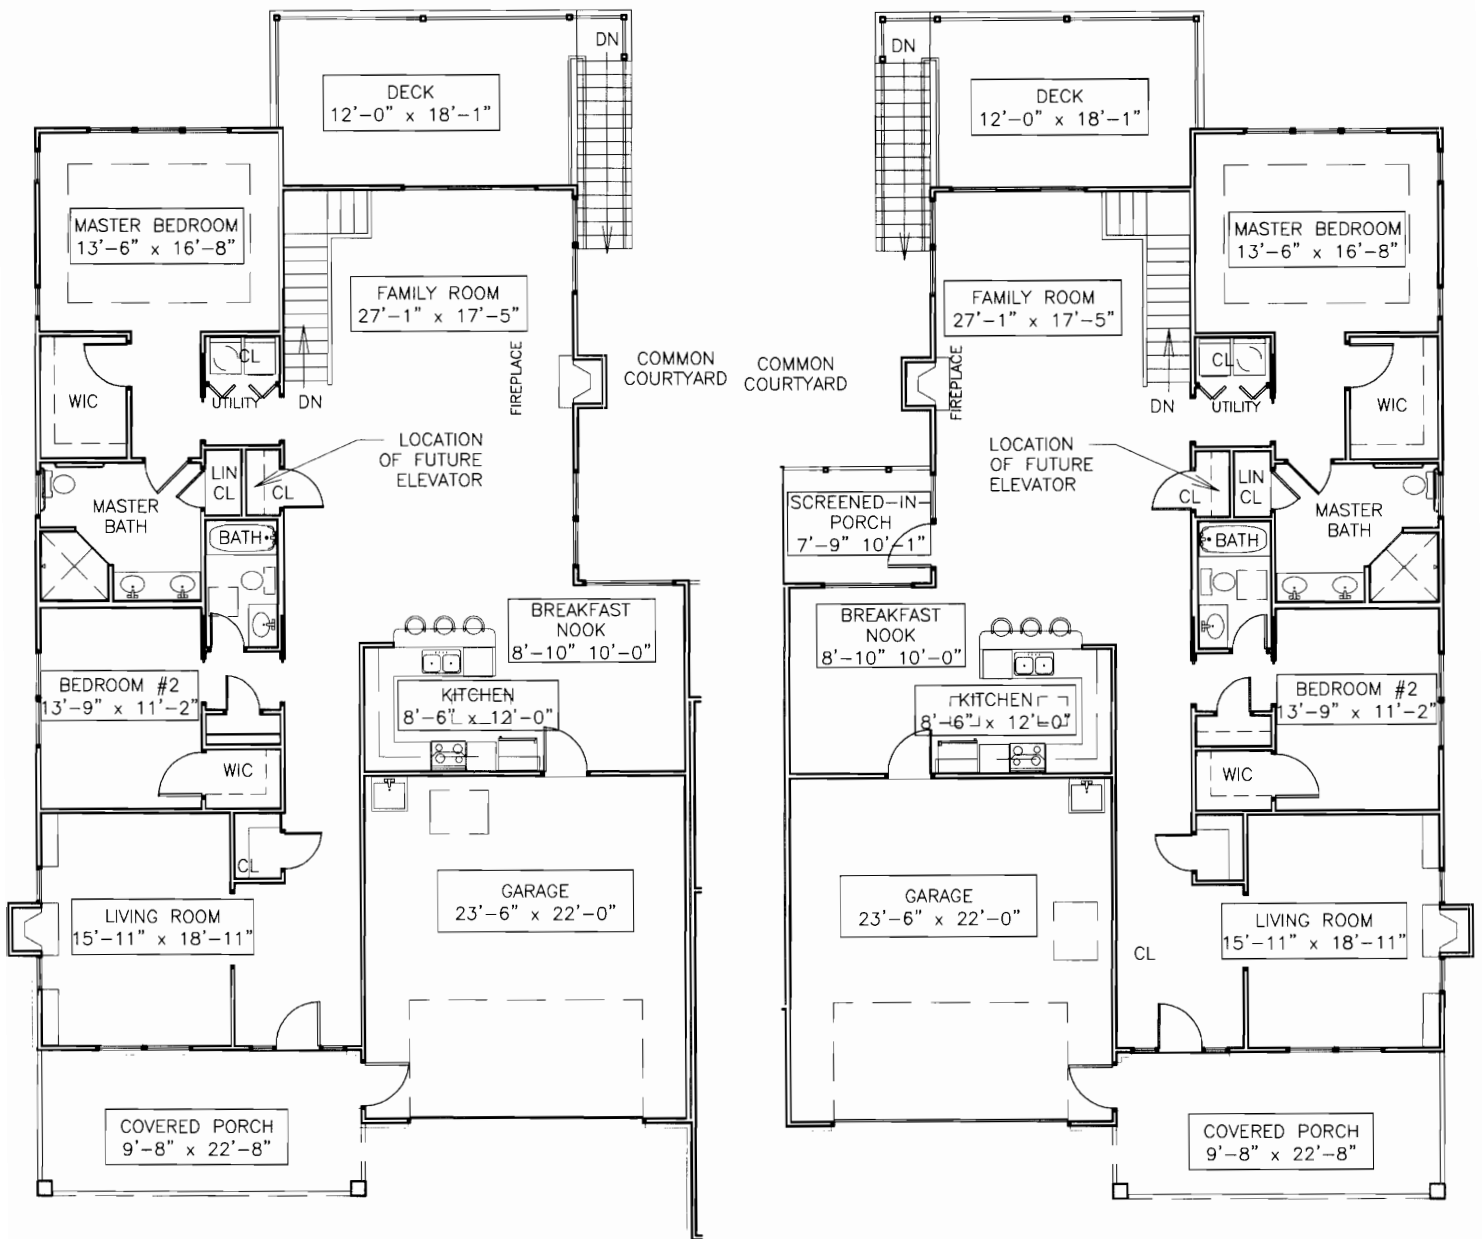 DN
DECK
12'-0" x 18'-1"
MASTER BEDROOM
13'-6" x 16'-8"
FAMILY ROOM
27'-1" x 17'-5"
FIREPLACE
COMMON
COURTYARD
CL
UTILITY
DN
WIC
LOCATION
OF FUTURE
ELEVATOR
LIN
CL
CL
MASTER
BATH
BATH
BREAKFAST
NOOK
8'-10" 10'-0"
KITCHEN
8'-6" x 12'-0"
BEDROOM #2
13'-9" x 11'-2"
WIC
CL
GARAGE
23'-6" x 22'-0"
LIVING ROOM
15'-11" x 18'-11"
COVERED PORCH
9'-8" x 22'-8"
DN
DECK
12'-0" x 18'-1"
MASTER BEDROOM
13'-6" x 16'-8"
FAMILY ROOM
27'-1" x 17'-5"
FIREPLACE
COMMON
COURTYARD
CL
UTILITY
DN
WIC
LOCATION
OF FUTURE
ELEVATOR
CL
LIN
CL
SCREENED-IN-
PORCH
7'-9" 10'-1"
MASTER
BATH
BATH
BREAKFAST
NOOK
8'-10" 10'-0"
KITCHEN
8'-6" x 12'-0"
BEDROOM #2
13'-9" x 11'-2"
WIC
GARAGE
23'-6" x 22'-0"
LIVING ROOM
15'-11" x 18'-11"
CL
COVERED PORCH
9'-8" x 22'-8"